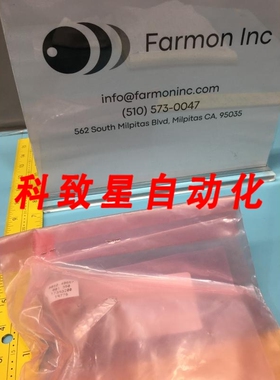 Farmon Inc
info@farmoninc.com
(510) 573-0047
562 South Milpitas Blvd, Milpitas CA. 95035
科致星自动化